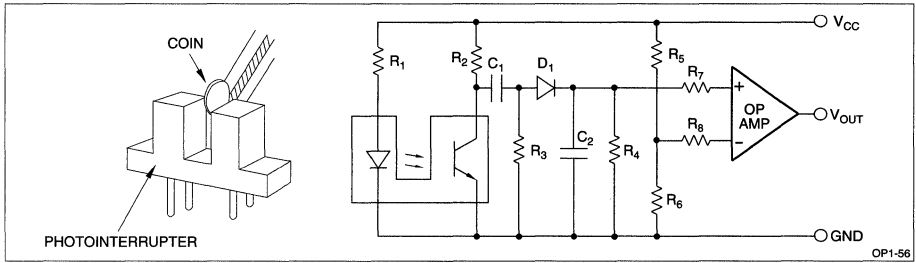 COIN
PHOTOINTERRUPTER
R1
R2
C1
D1
R3
C2
R4
R5
R6
R7
R8
+
−
OP
AMP
VCC
VOUT
GND
OP1-56